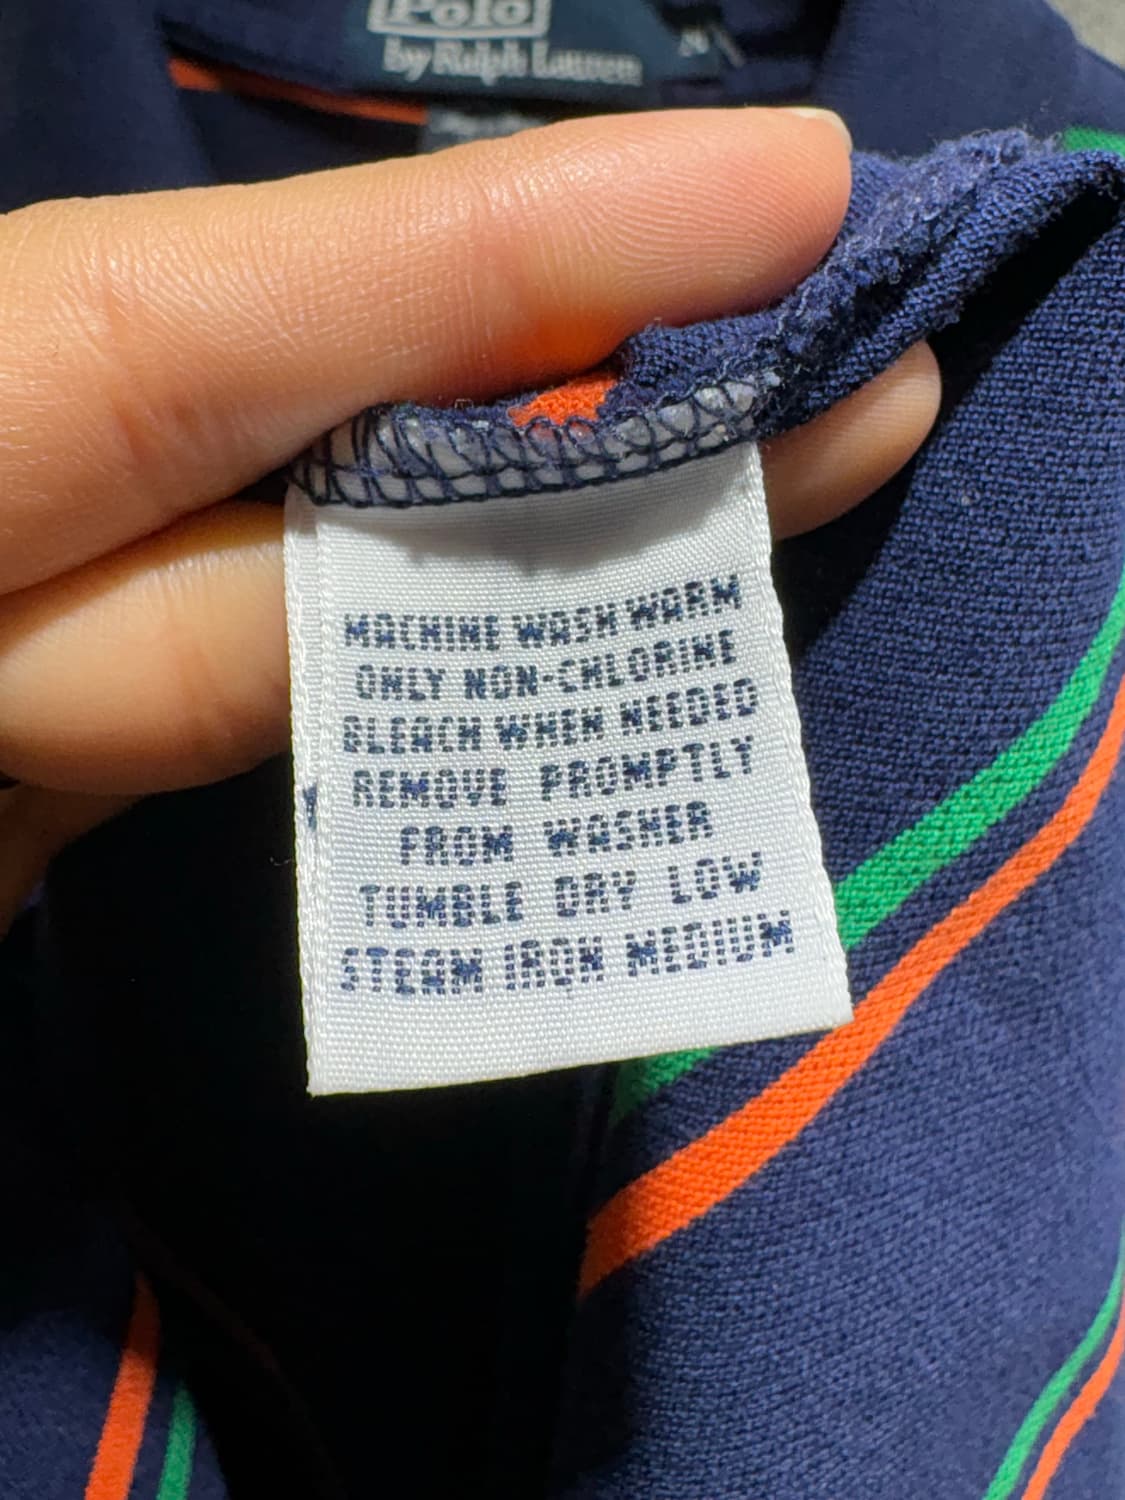 Polo
by Ralph Lauren
MACHINE WASH WARM
ONLY NON-CHLORINE
BLEACH WHEN NEEDED
REMOVE PROMPTLY
FROM WASHER
TUMBLE DRY LOW
STEAM IRON MEDIUM